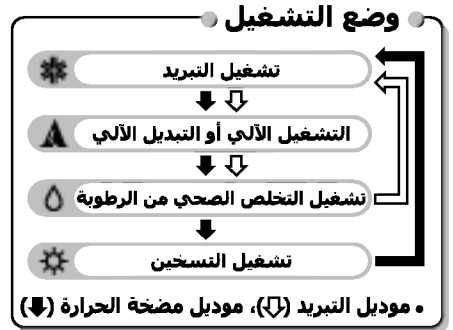 وضع التشغيل
تشغيل التبريد
التشغيل الآلي أو التبديل الآلي
تشغيل التخلص الصحي من الرطوبة
تشغيل التسخين
• موديل التبريد (⇩)، موديل مضخة الحرارة (⬇)